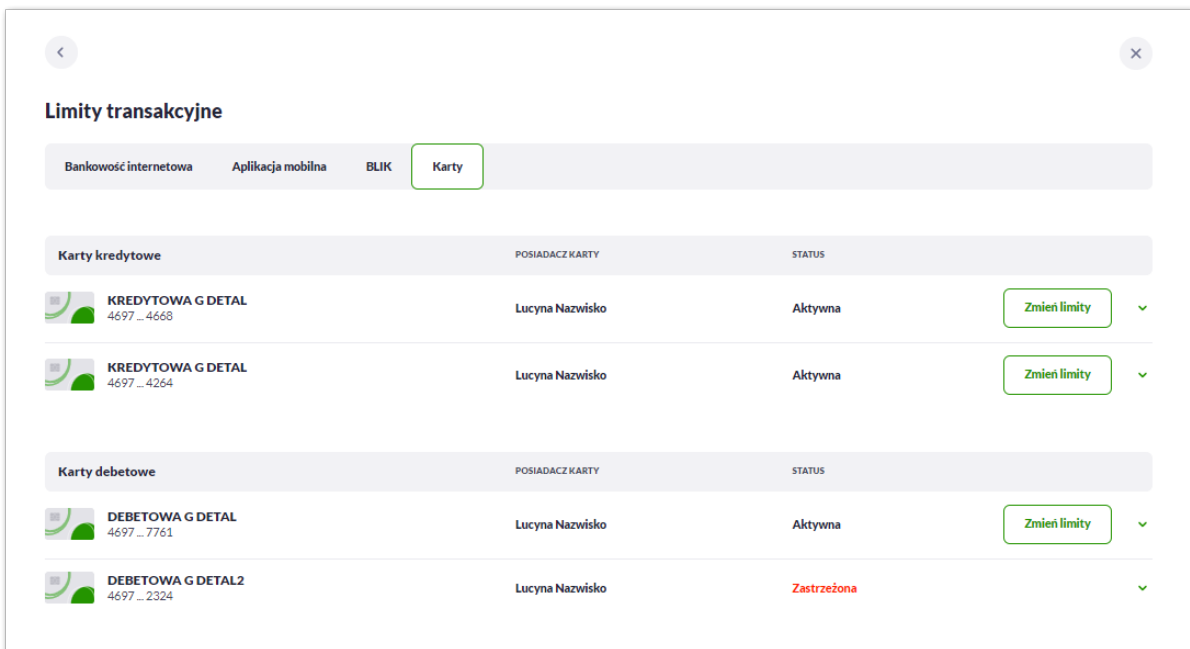 Limity transakcyjne
Bankowość internetowa Aplikacja mobilna BLIK Karty
Karty kredytowe POSIADACZ KARTY STATUS
KREDYTOWA G DETAL
4697 ... 4668
Lucyna Nazwisko Aktywna Zmień limity
KREDYTOWA G DETAL
4697 ... 4264
Lucyna Nazwisko Aktywna Zmień limity
Karty debetowe POSIADACZ KARTY STATUS
DEBETOWA G DETAL
4697 ... 7761
Lucyna Nazwisko Aktywna Zmień limity
DEBETOWA G DETAL2
4697 ... 2324
Lucyna Nazwisko Zastrzeżona